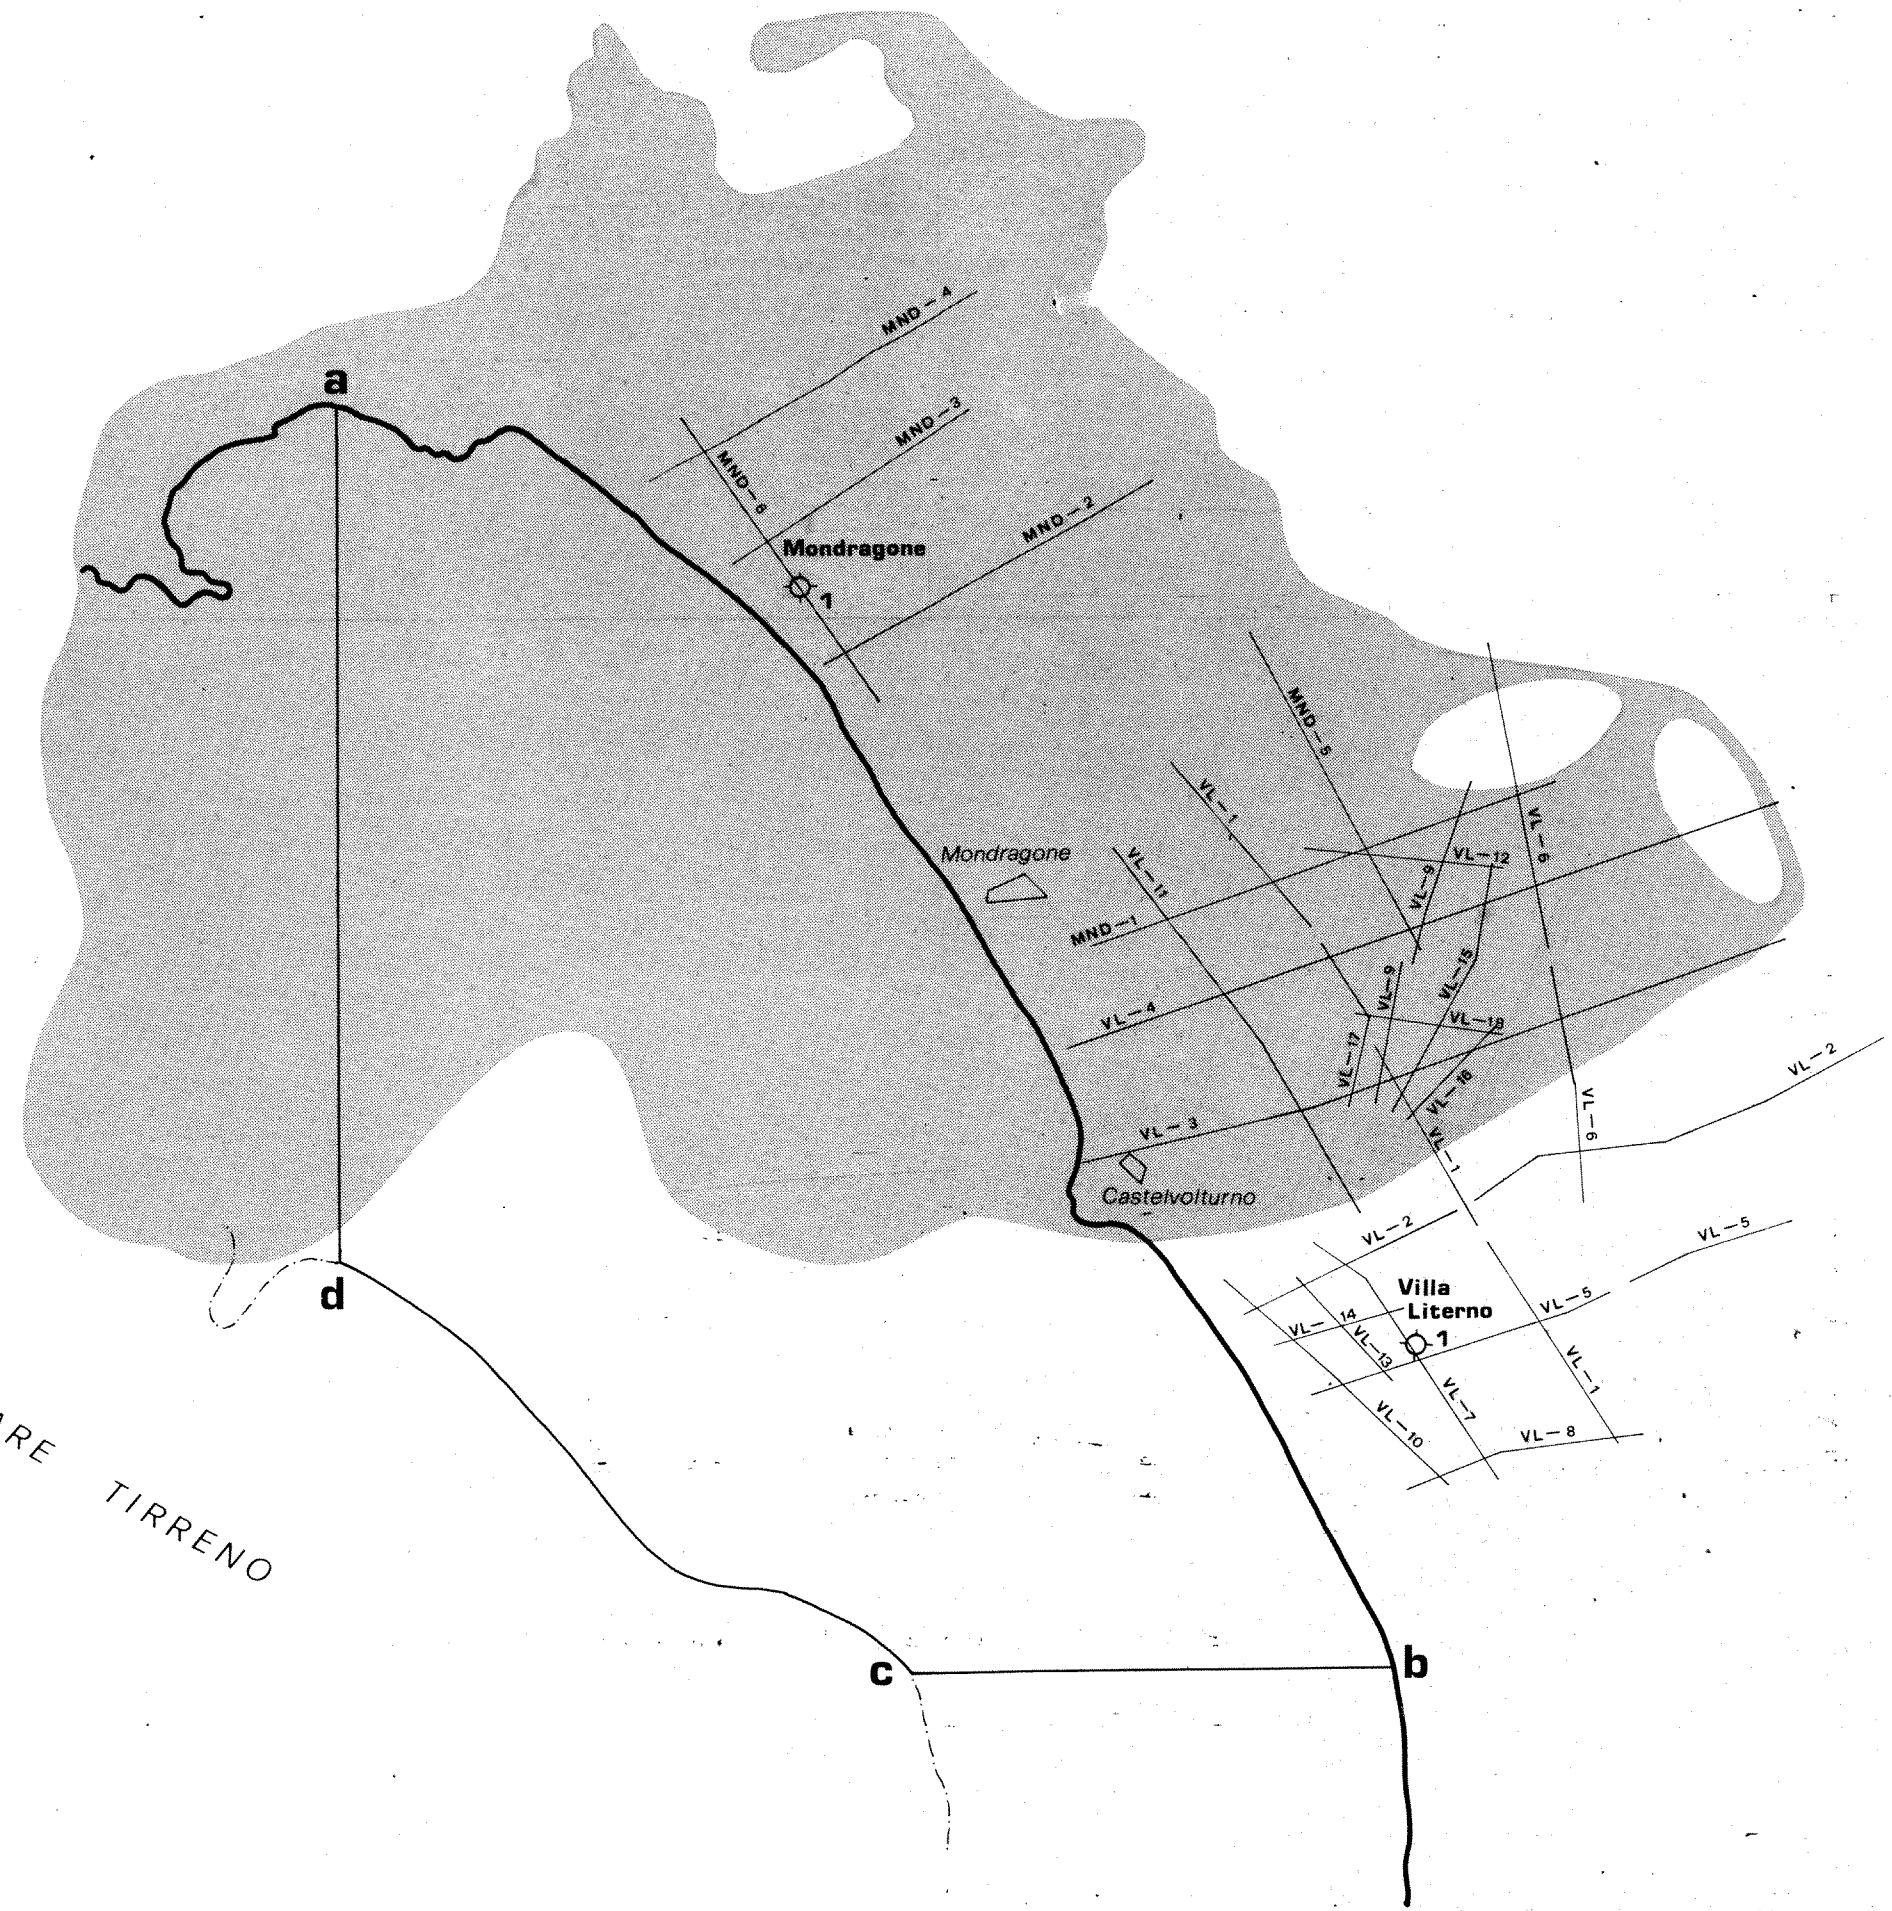 MND-4
a
MND-3
MND-6
MND-2
Mondragone
1
MND-5
VL-1
VL-6
Mondragone
VL-11
VL-12
VL-9
MND-1
VL-9
VL-15
VL-4
VL-18
VL-17
VL-16
VL-2
VL-6
VL-3
VL-1
Castelvolturno
VL-2
VL-5
d
Villa
Literno
1
VL-5
VL-14
VL-13
VL-1
VL-7
VL-10
VL-8
ARE TIRRENO
c
b